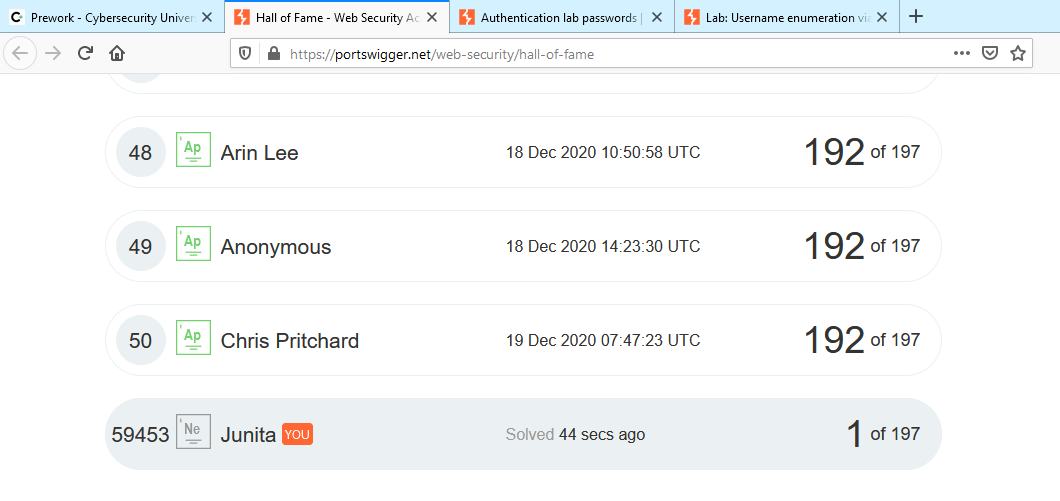 Prework - Cybersecurity Univer
Hall of Fame - Web Security Ac
Authentication lab passwords |
Lab: Username enumeration via
https://portswigger.net/web-security/hall-of-fame
48 Ap Arin Lee 18 Dec 2020 10:50:58 UTC 192 of 197
49 Ap Anonymous 18 Dec 2020 14:23:30 UTC 192 of 197
50 Ap Chris Pritchard 19 Dec 2020 07:47:23 UTC 192 of 197
59453 Ne Junita YOU Solved 44 secs ago 1 of 197